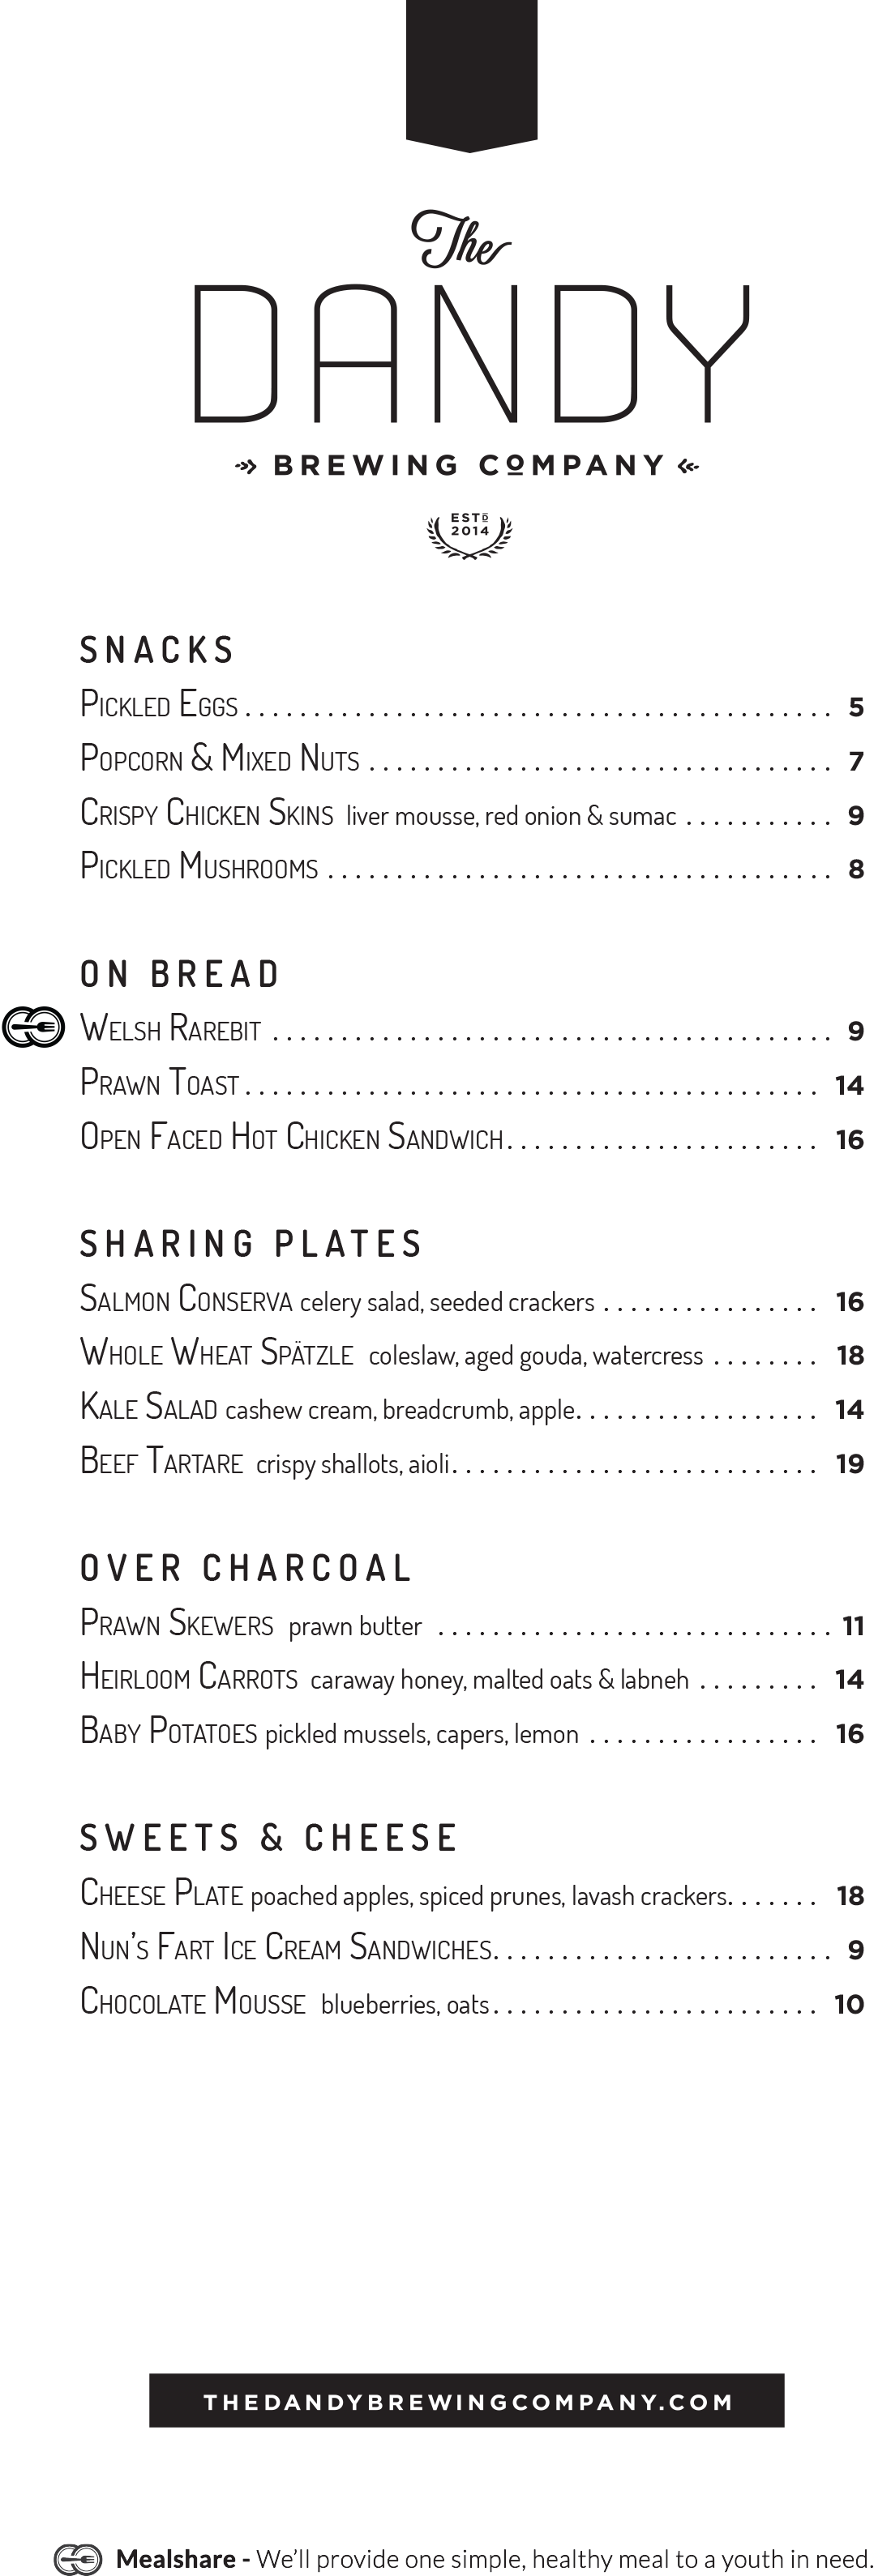 The
DANDY
BREWING COMPANY
ESTD
2014
SNACKS
Pickled Eggs . . . . . . . . . . . . . . . . . . . . . . . . . . . . . . . . . . . . . . . . . . . 5
Popcorn & Mixed Nuts . . . . . . . . . . . . . . . . . . . . . . . . . . . . . . . . . . 7
Crispy Chicken Skins liver mousse, red onion & sumac . . . . . . . . . . . 9
Pickled Mushrooms . . . . . . . . . . . . . . . . . . . . . . . . . . . . . . . . . . . . . 8
ON BREAD
Welsh Rarebit . . . . . . . . . . . . . . . . . . . . . . . . . . . . . . . . . . . . . . . . . 9
Prawn Toast . . . . . . . . . . . . . . . . . . . . . . . . . . . . . . . . . . . . . . . . . . 14
Open Faced Hot Chicken Sandwich . . . . . . . . . . . . . . . . . . . . . . . 16
SHARING PLATES
Salmon Conserva celery salad, seeded crackers . . . . . . . . . . . . . . . . 16
Whole Wheat Spätzle coleslaw, aged gouda, watercress . . . . . . . . 18
Kale Salad cashew cream, breadcrumb, apple. . . . . . . . . . . . . . . . . . 14
Beef Tartare crispy shallots, aioli . . . . . . . . . . . . . . . . . . . . . . . . . . . 19
OVER CHARCOAL
Prawn Skewers prawn butter . . . . . . . . . . . . . . . . . . . . . . . . . . . . . 11
Heirloom Carrots caraway honey, malted oats & labneh . . . . . . . . . 14
Baby Potatoes pickled mussels, capers, lemon . . . . . . . . . . . . . . . . . 16
SWEETS & CHEESE
Cheese Plate poached apples, spiced prunes, lavash crackers. . . . . . . 18
Nun's Fart Ice Cream Sandwiches. . . . . . . . . . . . . . . . . . . . . . . . . 9
Chocolate Mousse blueberries, oats . . . . . . . . . . . . . . . . . . . . . . . . 10
THEDANDYBREWINGCOMPANY.COM
Mealshare - We'll provide one simple, healthy meal to a youth in need.